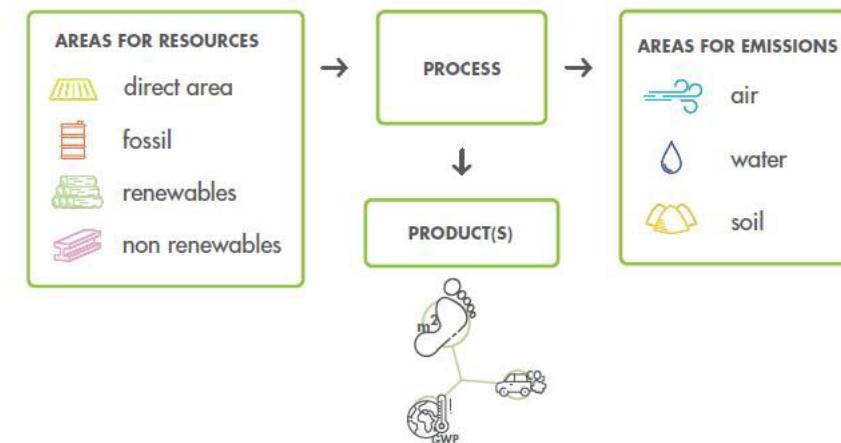 AREAS FOR RESOURCES
direct area
fossil
renewables
non renewables
PROCESS
PRODUCT(S)
AREAS FOR EMISSIONS
air
water
soil
m²
CO₂
GWP